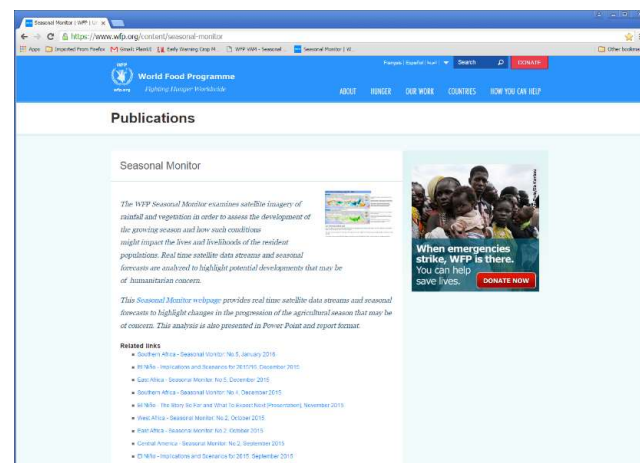 Seasonal Monitor | WFP | U
https://www.wfp.org/content/seasonal-monitor
Apps Imported From Firefox Gmail: Early Warning Crop M... WFP VAM - Seasonal ... Seasonal Monitor | W... Other bookmar
WFP
wfp.org
World Food Programme
Fighting Hunger Worldwide
Français | Español | Search DONATE
ABOUT HUNGER OUR WORK COUNTRIES HOW YOU CAN HELP
Publications
Seasonal Monitor
The WFP Seasonal Monitor examines satellite imagery of
rainfall and vegetation in order to assess the development of
the growing season and how such conditions
might impact the lives and livelihoods of the resident
populations. Real time satellite data streams and seasonal
forecasts are analyzed to highlight potential developments that may be
of humanitarian concern.
This Seasonal Monitor webpage provides real time satellite data streams and seasonal
forecasts to highlight changes in the progression of the agricultural season that may be
of concern. This analysis is also presented in Power Point and report format.
Related links
Southern Africa - Seasonal Monitor: No.5, January 2016
El Niño - Implications and Scenarios for 2015/16, December 2015
East Africa - Seasonal Monitor: No.5, December 2015
Southern Africa - Seasonal Monitor: No.4, December 2015
El Niño - The Story So Far and What To Expect Next (Presentation), November 2015
West Africa - Seasonal Monitor: No.2, October 2015
East Africa - Seasonal Monitor: No.2, October 2015
Central America - Seasonal Monitor: No.2, September 2015
El Niño - Implications and Scenarios for 2015, September 2015
When emergencies
strike, WFP is there.
You can help
save lives.
DONATE NOW